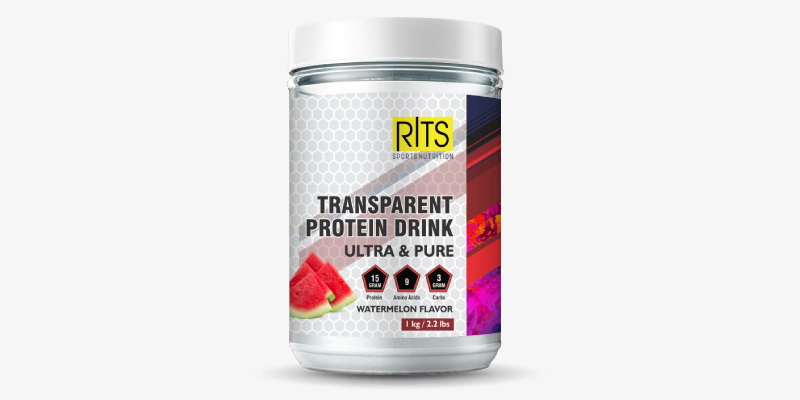 RITS
SPORTS NUTRITION
TRANSPARENT
PROTEIN DRINK
ULTRA & PURE
15 9 3
GRAM GRAM
Protein Amino Acids Carbs
WATERMELON FLAVOR
1 kg / 2.2 lbs